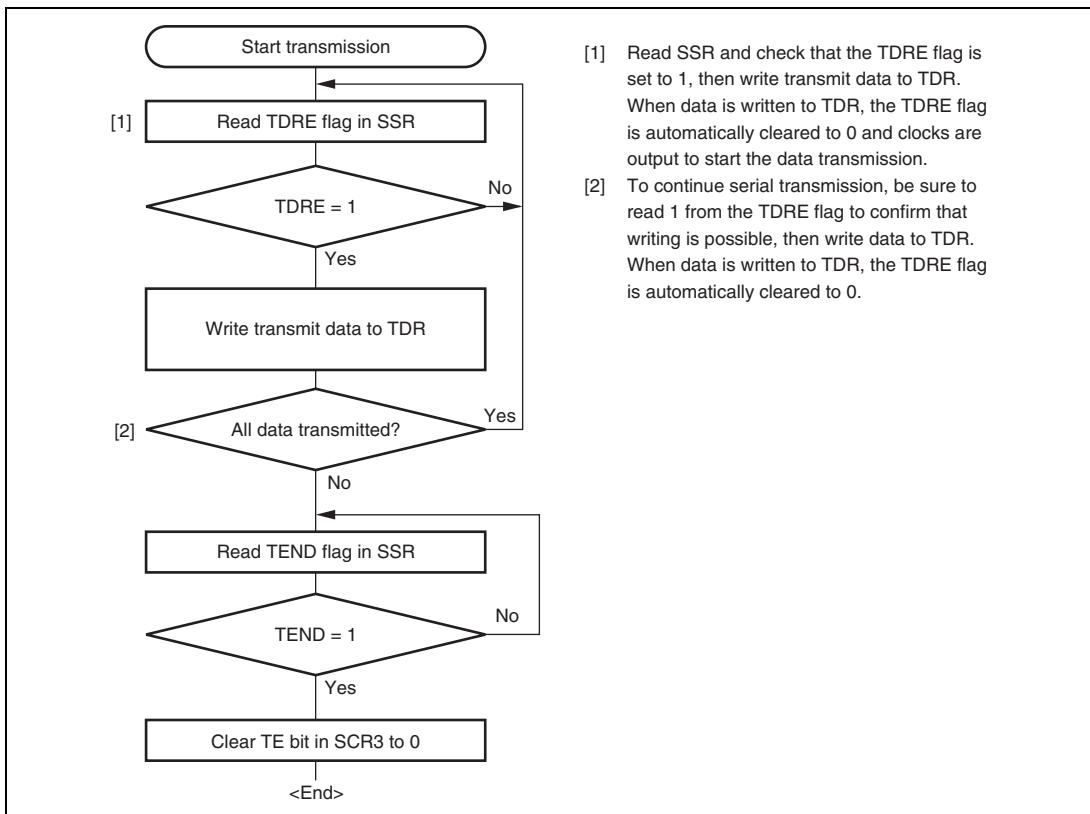 Start transmission
[1]
Read TDRE flag in SSR
No
TDRE = 1
Yes
Write transmit data to TDR
[2]
All data transmitted?
Yes
No
Read TEND flag in SSR
No
TEND = 1
Yes
Clear TE bit in SCR3 to 0
<End>
[1] Read SSR and check that the TDRE flag is
set to 1, then write transmit data to TDR.
When data is written to TDR, the TDRE flag
is automatically cleared to 0 and clocks are
output to start the data transmission.
[2] To continue serial transmission, be sure to
read 1 from the TDRE flag to confirm that
writing is possible, then write data to TDR.
When data is written to TDR, the TDRE flag
is automatically cleared to 0.